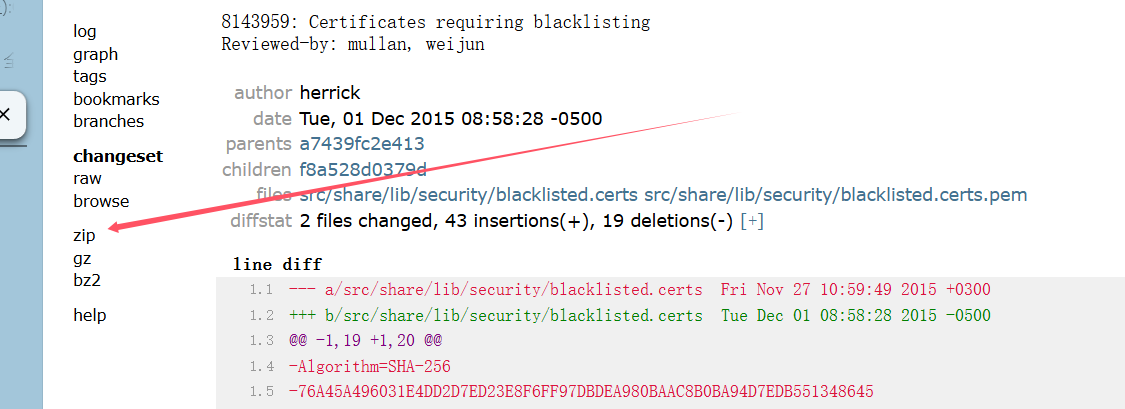 log
graph
tags
bookmarks
branches
changeset
raw
browse
zip
gz
bz2
help
8143959: Certificates requiring blacklisting
Reviewed-by: mullan, weijun
author herrick
date Tue, 01 Dec 2015 08:58:28 -0500
parents a7439fc2e413
children f8a528d0379d
files src/share/lib/security/blacklisted.certs src/share/lib/security/blacklisted.certs.pem
diffstat 2 files changed, 43 insertions(+), 19 deletions(-) [+]
line diff
1.1 --- a/src/share/lib/security/blacklisted.certs Fri Nov 27 10:59:49 2015 +0300
1.2 +++ b/src/share/lib/security/blacklisted.certs Tue Dec 01 08:58:28 2015 -0500
1.3 @@ -1,19 +1,20 @@
1.4 -Algorithm=SHA-256
1.5 -76A45A496031E4DD2D7ED23E8F6FF97DBDEA980BAAC8B0BA94D7EDB551348645